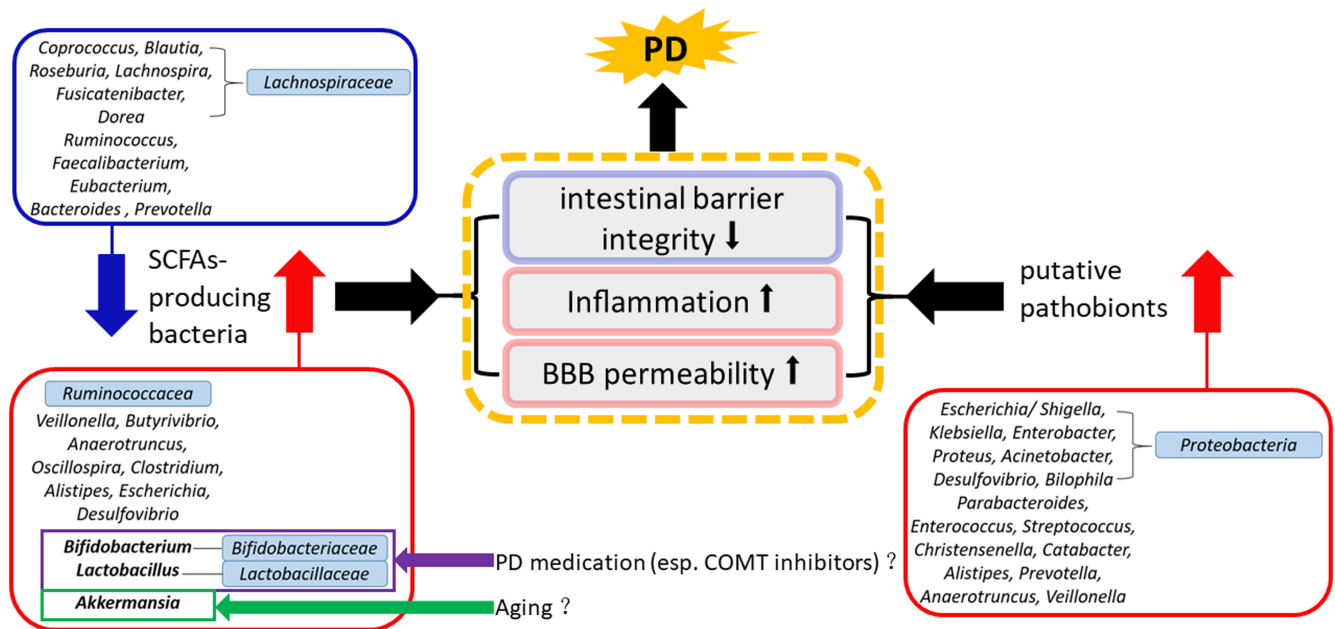 PD
Coprococcus, Blautia,
Roseburia, Lachnospira,
Fusicatenibacter,
Dorea
Lachnospiraceae
Ruminococcus,
Faecalibacterium,
Eubacterium,
Bacteroides , Prevotella
SCFAs-
producing
bacteria
intestinal barrier
integrity ⬇
Inflammation ⬆
BBB permeability ⬆
putative
pathobionts
Ruminococcacea
Veillonella, Butyrivibrio,
Anaerotruncus,
Oscillospira, Clostridium,
Alistipes, Escherichia,
Desulfovibrio
Bifidobacterium
Bifidobacteriaceae
Lactobacillus
Lactobacillaceae
Akkermansia
PD medication (esp. COMT inhibitors) ?
Aging ?
Escherichia/ Shigella,
Klebsiella, Enterobacter,
Proteus, Acinetobacter,
Desulfovibrio, Bilophila
Proteobacteria
Parabacteroides,
Enterococcus, Streptococcus,
Christensenella, Catabacter,
Alistipes, Prevotella,
Anaerotruncus, Veillonella